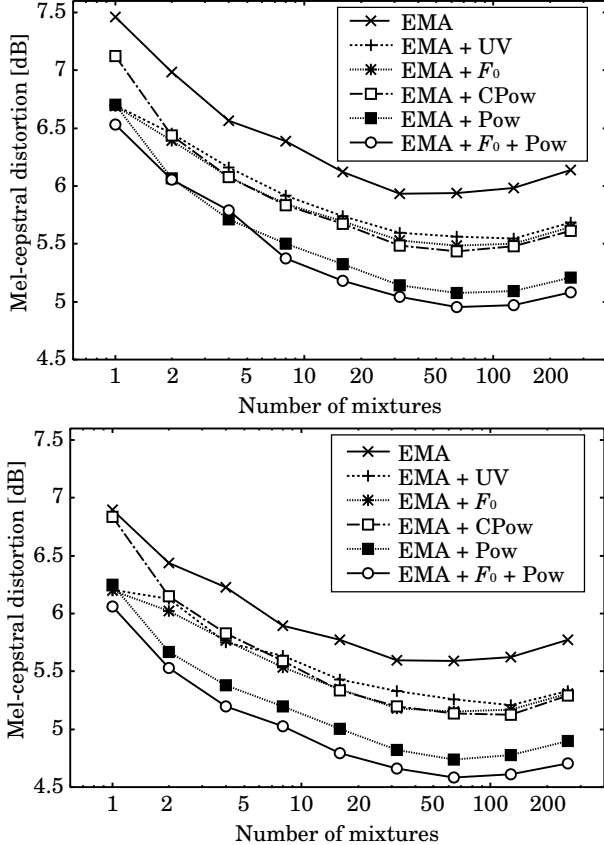 7.5
7
6.5
6
5.5
5
4.5
Mel-cepstral distortion [dB]
EMA
EMA + UV
EMA + F₀
EMA + CPow
EMA + Pow
EMA + F₀ + Pow
1 2 5 10 20 50 100 200
Number of mixtures
7.5
7
6.5
6
5.5
5
4.5
Mel-cepstral distortion [dB]
EMA
EMA + UV
EMA + F₀
EMA + CPow
EMA + Pow
EMA + F₀ + Pow
1 2 5 10 20 50 100 200
Number of mixtures